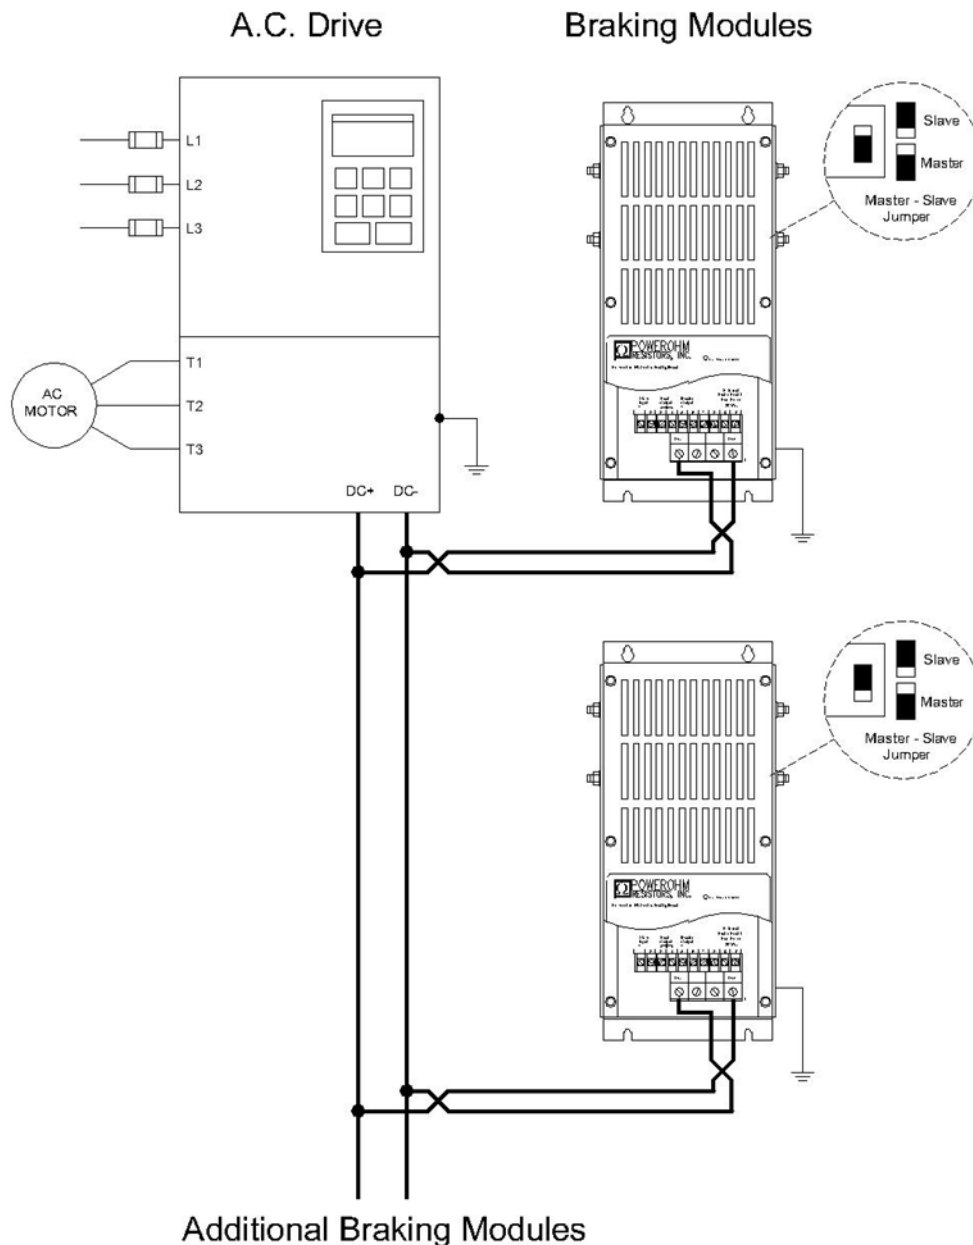 A.C. Drive
Braking Modules
L1
L2
L3
Slave
Master
Master - Slave
Jumper
POWEROHM
RESISTORS, INC.
T1
T2
T3
AC
MOTOR
DC+
DC-
Slave
Master
Master - Slave
Jumper
POWEROHM
RESISTORS, INC.
Additional Braking Modules